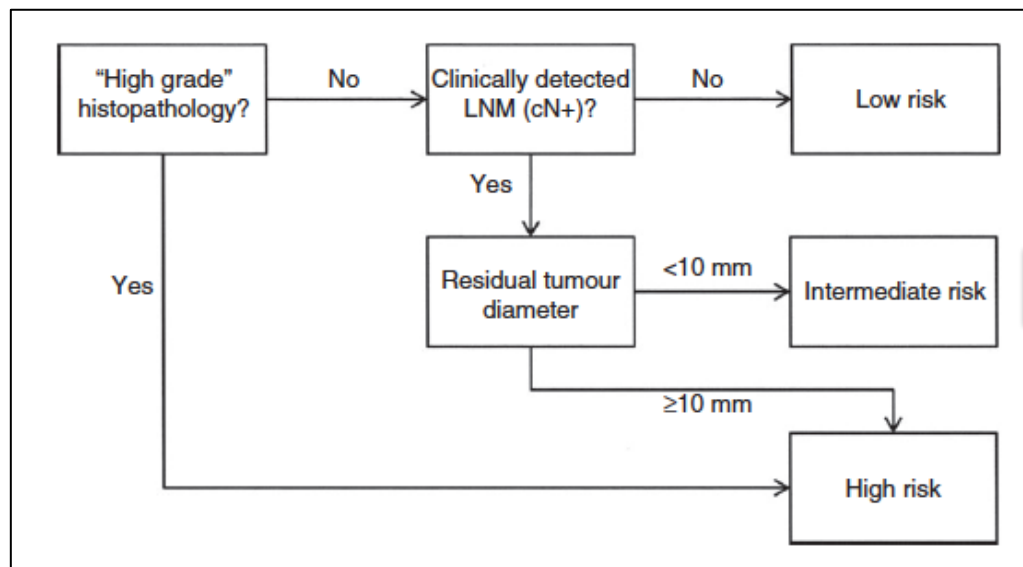 “High grade”
histopathology?
No
Clinically detected
LNM (cN+)?
No
Low risk
Yes
Yes
Residual tumour
diameter
<10 mm
Intermediate risk
≥10 mm
High risk